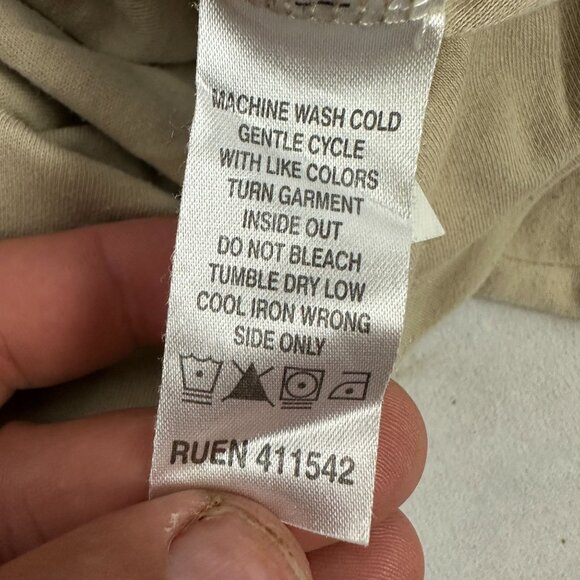 MACHINE WASH COLD
GENTLE CYCLE
WITH LIKE COLORS
TURN GARMENT
INSIDE OUT
DO NOT BLEACH
TUMBLE DRY LOW
COOL IRON WRONG
SIDE ONLY
RUEN 411542